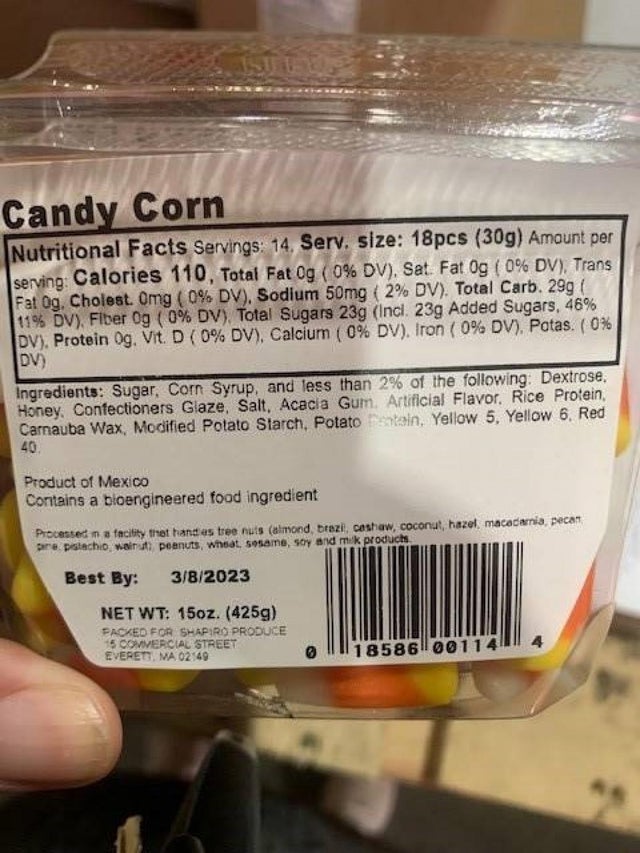 Candy Corn
Nutritional Facts Servings: 14, Serv. size: 18pcs (30g) Amount per
serving: Calories 110, Total Fat 0g ( 0% DV), Sat. Fat 0g ( 0% DV), Trans
Fat 0g, Cholest. 0mg ( 0% DV), Sodium 50mg ( 2% DV), Total Carb. 29g (
11% DV), Fiber 0g ( 0% DV), Total Sugars 23g (Incl. 23g Added Sugars, 46%
DV), Protein 0g, Vit. D ( 0% DV), Calcium ( 0% DV), Iron ( 0% DV), Potas. ( 0%
DV)
Ingredients: Sugar, Corn Syrup, and less than 2% of the following: Dextrose,
Honey, Confectioners Glaze, Salt, Acacia Gum, Artificial Flavor, Rice Protein,
Carnauba Wax, Modified Potato Starch, Potato Protein, Yellow 5, Yellow 6, Red
40.
Product of Mexico
Contains a bioengineered food ingredient
Processed in a facility that handles tree nuts (almond, brazil, cashew, coconut, hazel, macadamia, pecan,
pine, pistachio, walnut), peanuts, wheat, sesame, soy and milk products.
Best By: 3/8/2023
NET WT: 15oz. (425g)
PACKED FOR SHAPIRO PRODUCE
15 COMMERCIAL STREET
EVERETT, MA 02149
0 18586 00114 4